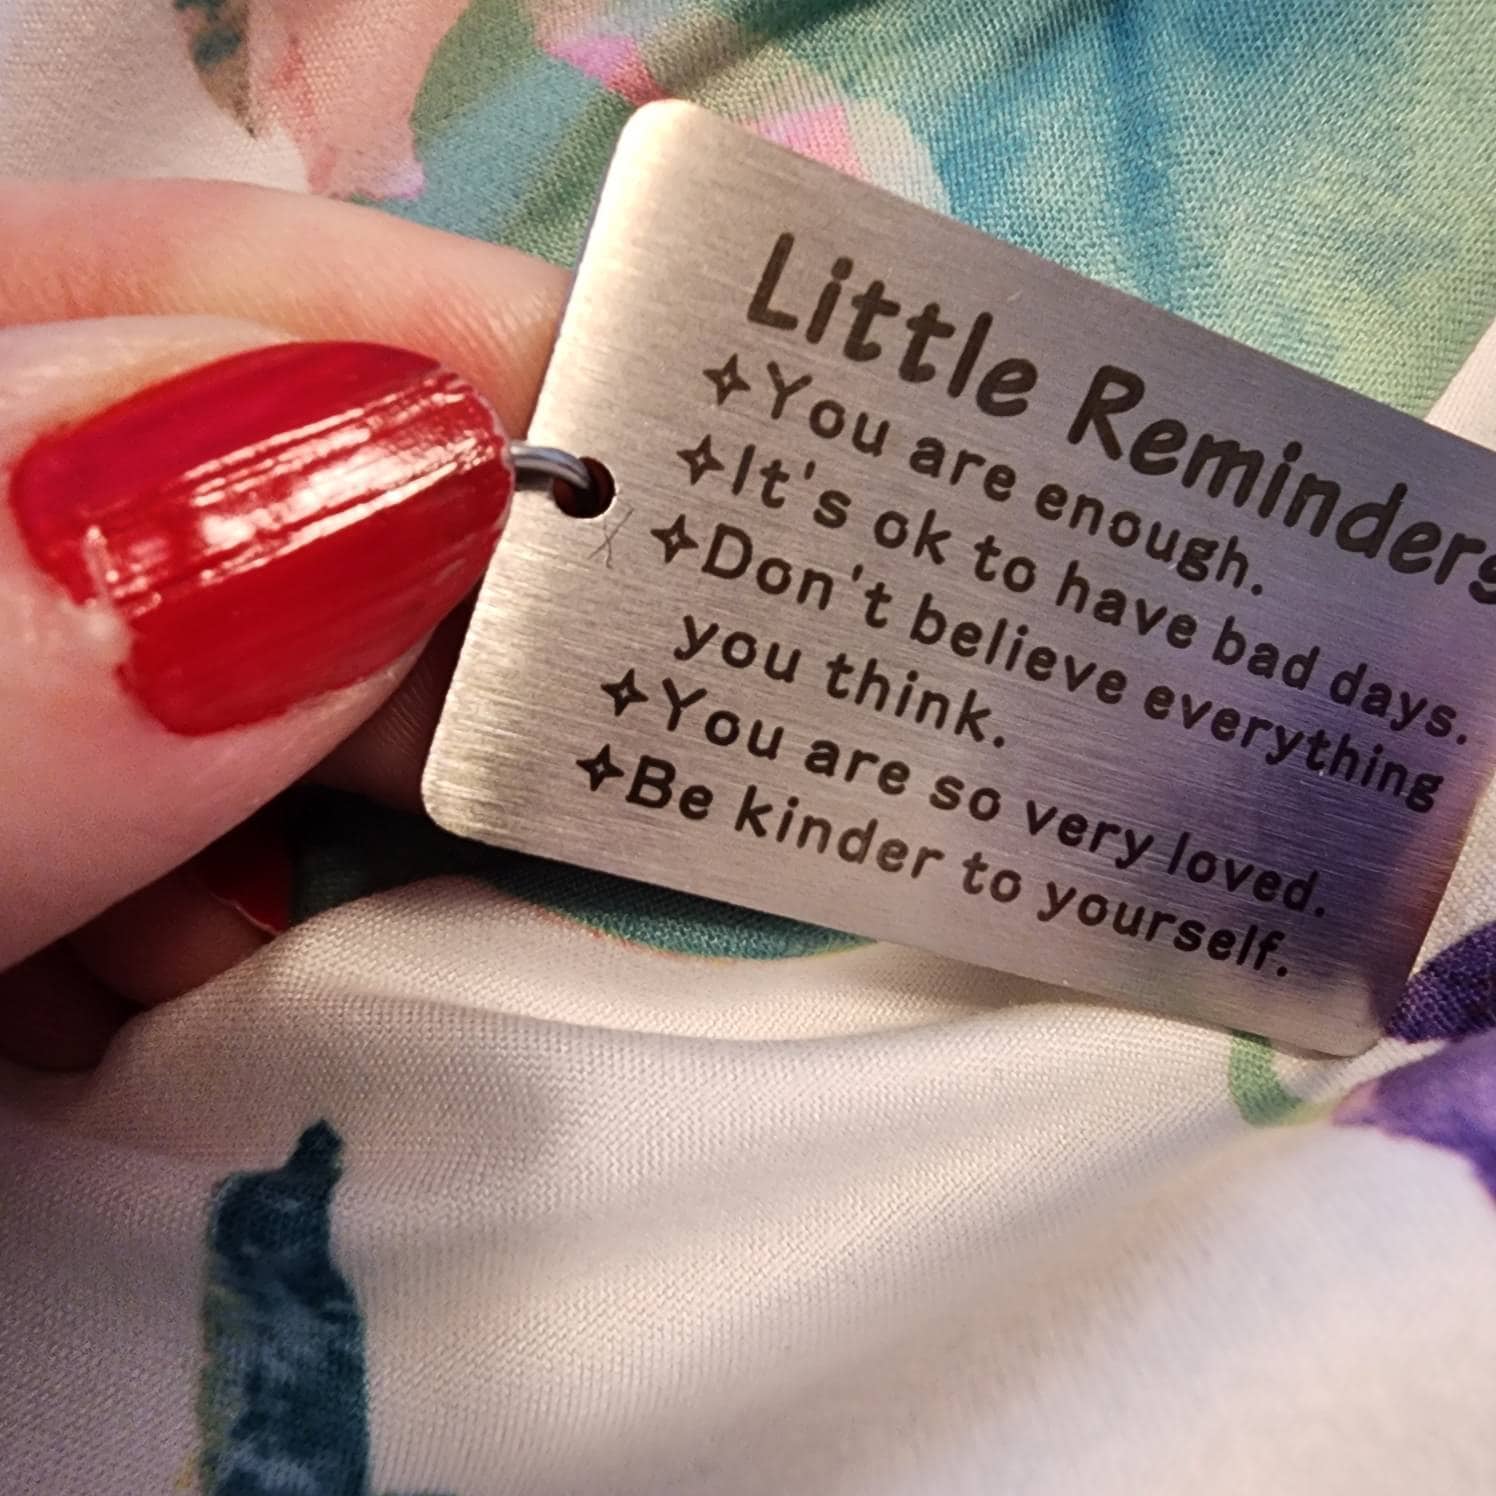 Little Reminders
You are enough.
It's ok to have bad days.
Don't believe everything
you think.
You are so very loved.
Be kinder to yourself.